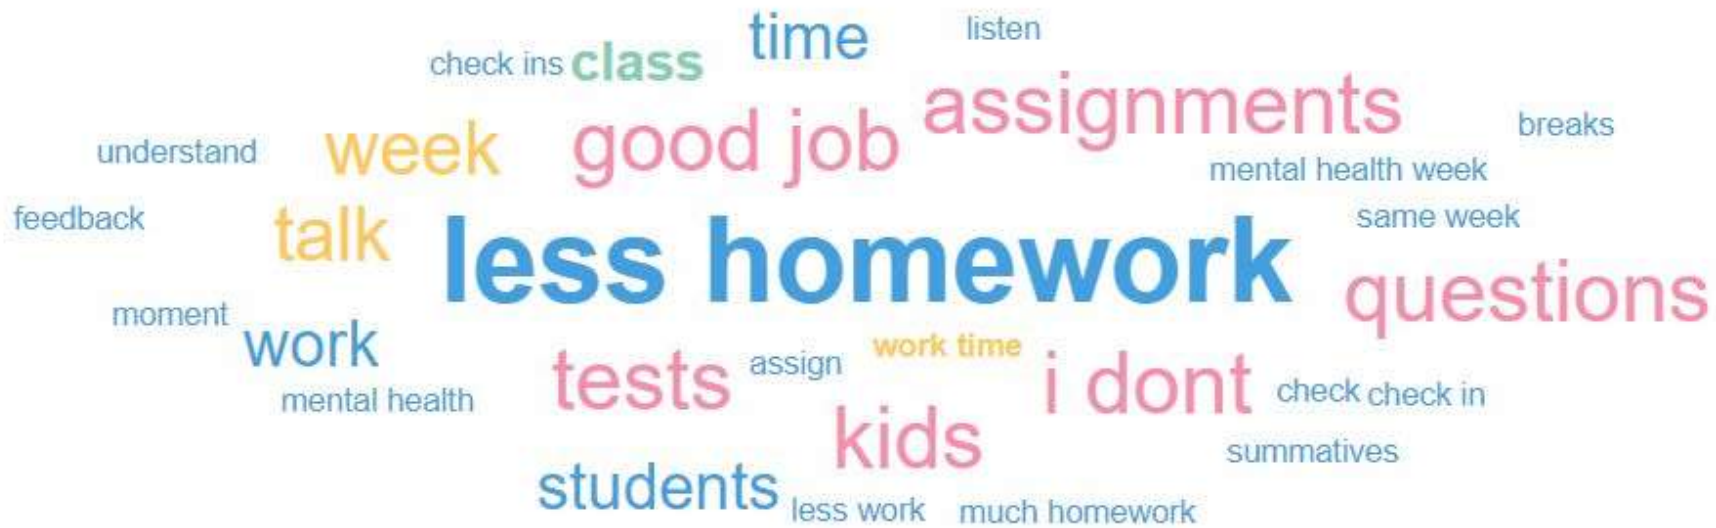 time
listen
check ins
class
assignments
breaks
understand
week
good job
mental health week
feedback
talk
less homework
same week
questions
moment
work
tests
assign
work time
i dont
check
check in
mental health
kids
summatives
students
less work
much homework